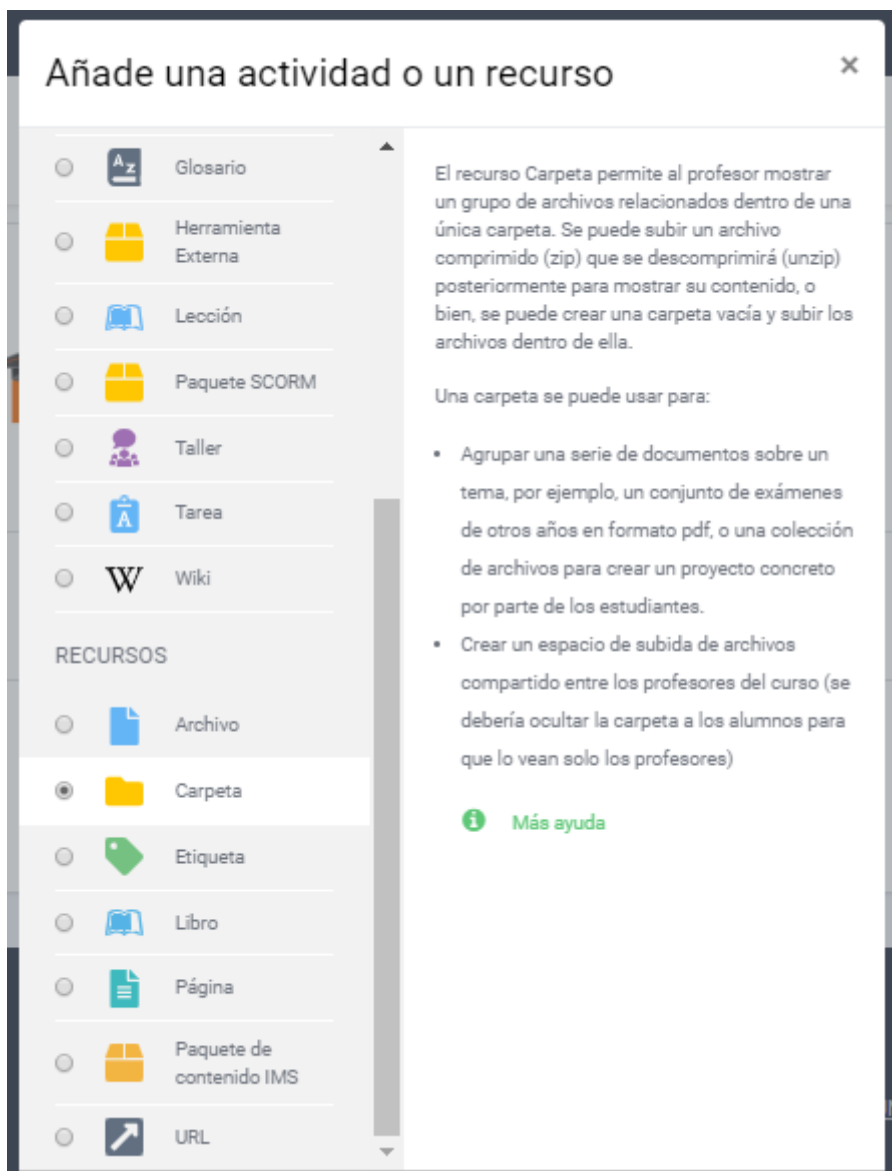 Añade una actividad o un recurso
×
Glosario
Herramienta
Externa
Lección
Paquete SCORM
Taller
Tarea
Wiki
RECURSOS
Archivo
Carpeta
Etiqueta
Libro
Página
Paquete de
contenido IMS
URL
El recurso Carpeta permite al profesor mostrar
un grupo de archivos relacionados dentro de una
única carpeta. Se puede subir un archivo
comprimido (zip) que se descomprimirá (unzip)
posteriormente para mostrar su contenido, o
bien, se puede crear una carpeta vacía y subir los
archivos dentro de ella.
Una carpeta se puede usar para:
• Agrupar una serie de documentos sobre un
tema, por ejemplo, un conjunto de exámenes
de otros años en formato pdf, o una colección
de archivos para crear un proyecto concreto
por parte de los estudiantes.
• Crear un espacio de subida de archivos
compartido entre los profesores del curso (se
debería ocultar la carpeta a los alumnos para
que lo vean solo los profesores)
Más ayuda